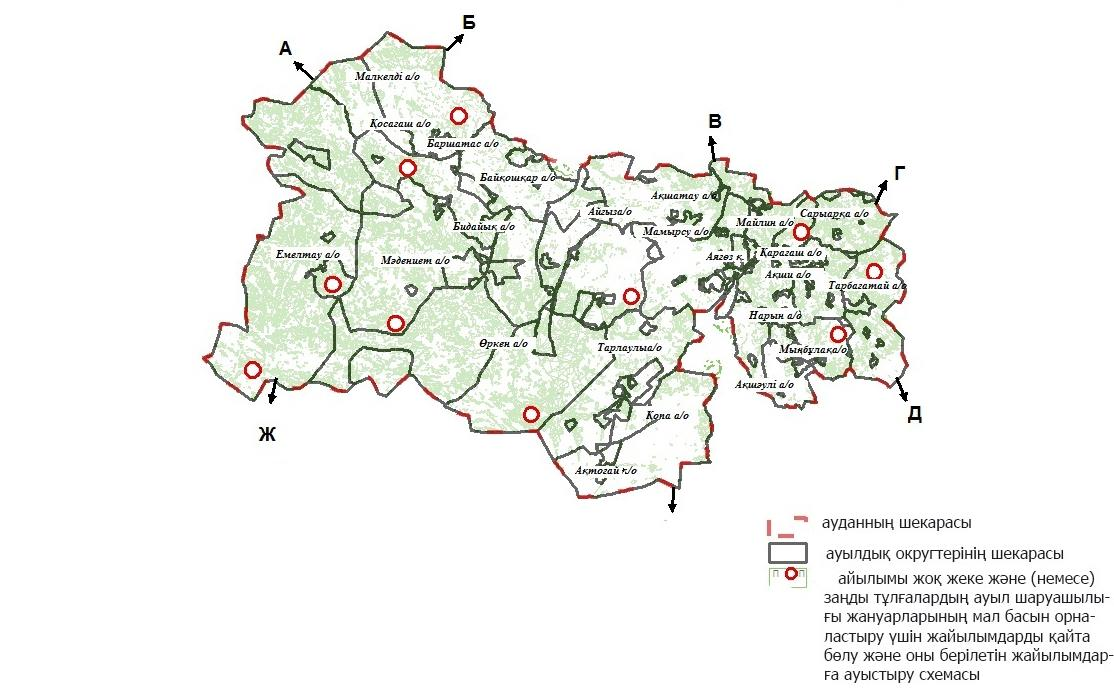 Б
А
Малкелді а/о
Қосағаш а/о
Баршатас а/о
В
Байқошқар а/о
Г
Ақшатау а/о
Айғыз а/о
Майлин а/о
Сарыарқа а/о
Бидайық а/о
Мамырсу а/о
Емелтау а/о
Мәдениет а/о
Аягөз қ.
Қарағаш а/о
Ақши а/о
Тарбағатай а/о
Нарын а/о
Өркен а/о
Тарлаулы а/о
Мыңбұлақ а/о
Ақшәулі а/о
Қопа а/о
Д
Ж
Ақтоғай к/о
ауданның шекарасы
ауылдық округтерінің шекарасы
П П
айылымы жоқ жеке және (немесе)
заңды тұлғалардың ауыл шаруашылы-
ғы жануарларының мал басын орна-
ластыру үшін жайылымдарды қайта
бөлу және оны берілетін жайылымдар-
ға ауыстыру схемасы